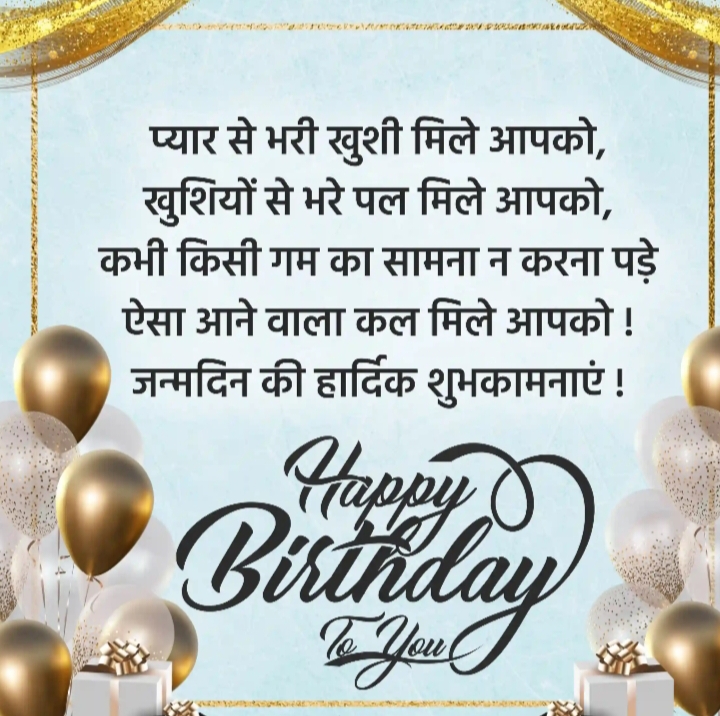 प्यार से भरी खुशी मिले आपको,
खुशियों से भरे पल मिले आपको,
कभी किसी गम का सामना न करना पड़े
ऐसा आने वाला कल मिले आपको !
जन्मदिन की हार्दिक शुभकामनाएं !
Happy
Birthday
To You